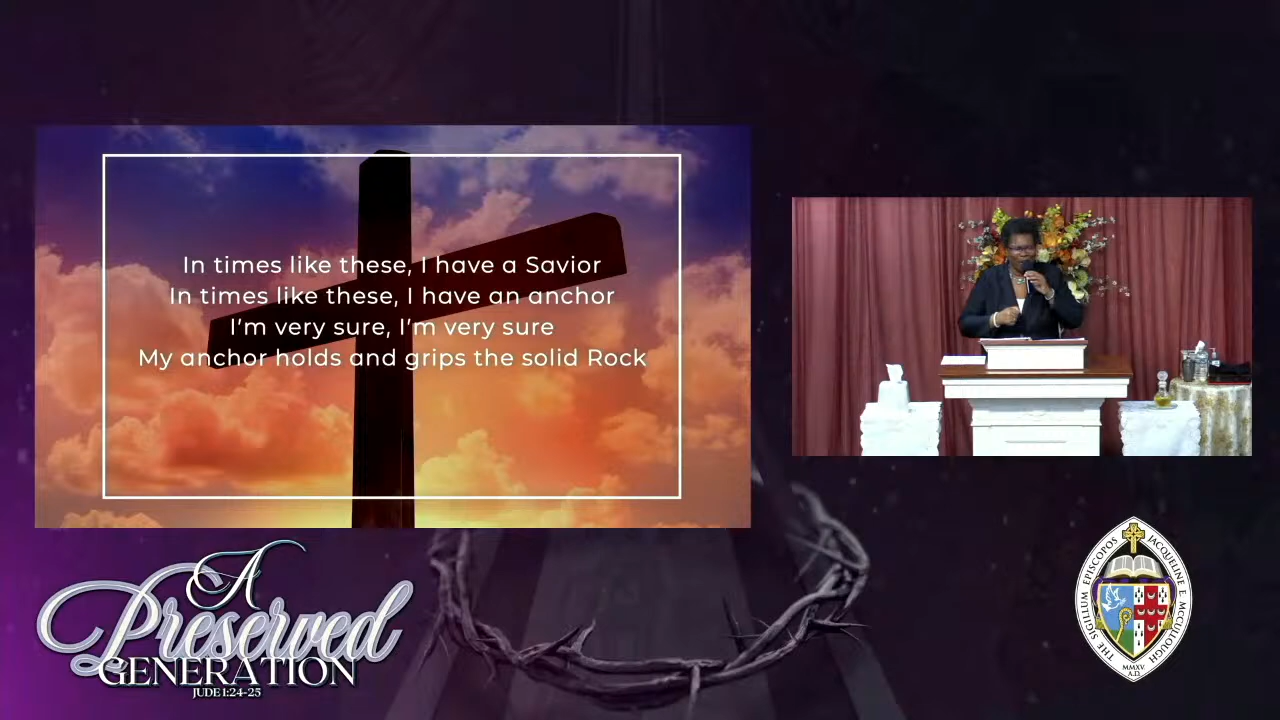 In times like these, I have a Savior
In times like these, I have an anchor
I'm very sure, I'm very sure
My anchor holds and grips the solid Rock
A
Preserved
GENERATION
JUDE 1:24-25
THE SIGILLUM EPISCOPOS JACQUELINE E. MCCULLOUGH
MMXV.
A.D.